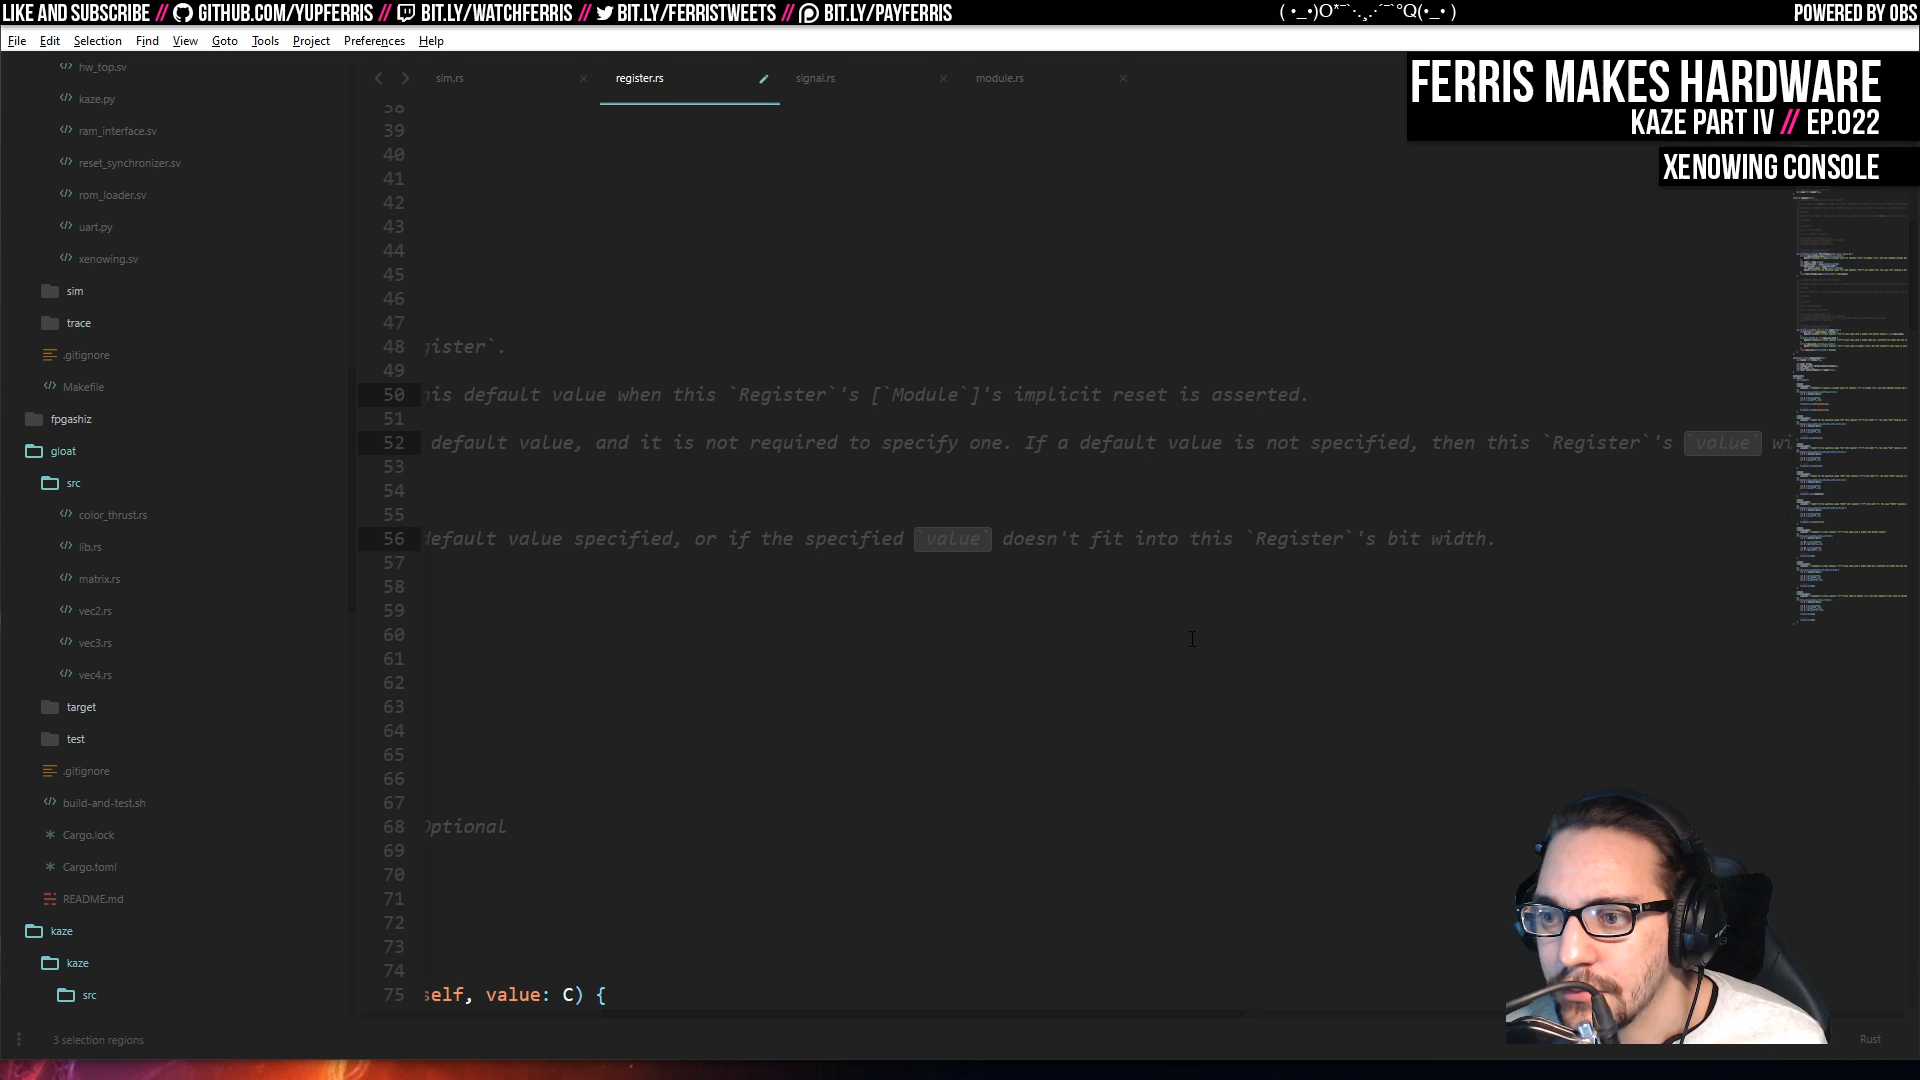 LIKE AND SUBSCRIBE // GITHUB.COM/YUPFERRIS // BIT.LY/WATCHFERRIS // BIT.LY/FERRISTWEETS // BIT.LY/PAYFERRIS
POWERED BY OBS
File Edit Selection Find View Goto Tools Project Preferences Help
FERRIS MAKES HARDWARE
KAZE PART IV // EP.022
XENOWING CONSOLE
hw_top.sv
kaze.py
ram_interface.sv
reset_synchronizer.sv
rom_loader.sv
uart.py
xenowing.sv
sim
trace
.gitignore
Makefile
fpgashiz
gloat
src
color_thrust.rs
lib.rs
matrix.rs
vec2.rs
vec3.rs
vec4.rs
target
test
.gitignore
build-and-test.sh
Cargo.lock
Cargo.toml
README.md
kaze
kaze
src
3 selection regions
sim.rs register.rs signal.rs module.rs
38
39
40
41
42
43
44
45
46
47
48 gister`.
49
50 his default value when this `Register`'s [`Module`]'s implicit reset is asserted.
51
52 default value, and it is not required to specify one. If a default value is not specified, then this `Register`'s `value` wi
53
54
55
56 default value specified, or if the specified `value` doesn't fit into this `Register`'s bit width.
57
58
59
60
61
62
63
64
65
66
67
68 Optional
69
70
71
72
73
74
75 self, value: C) {
Rust